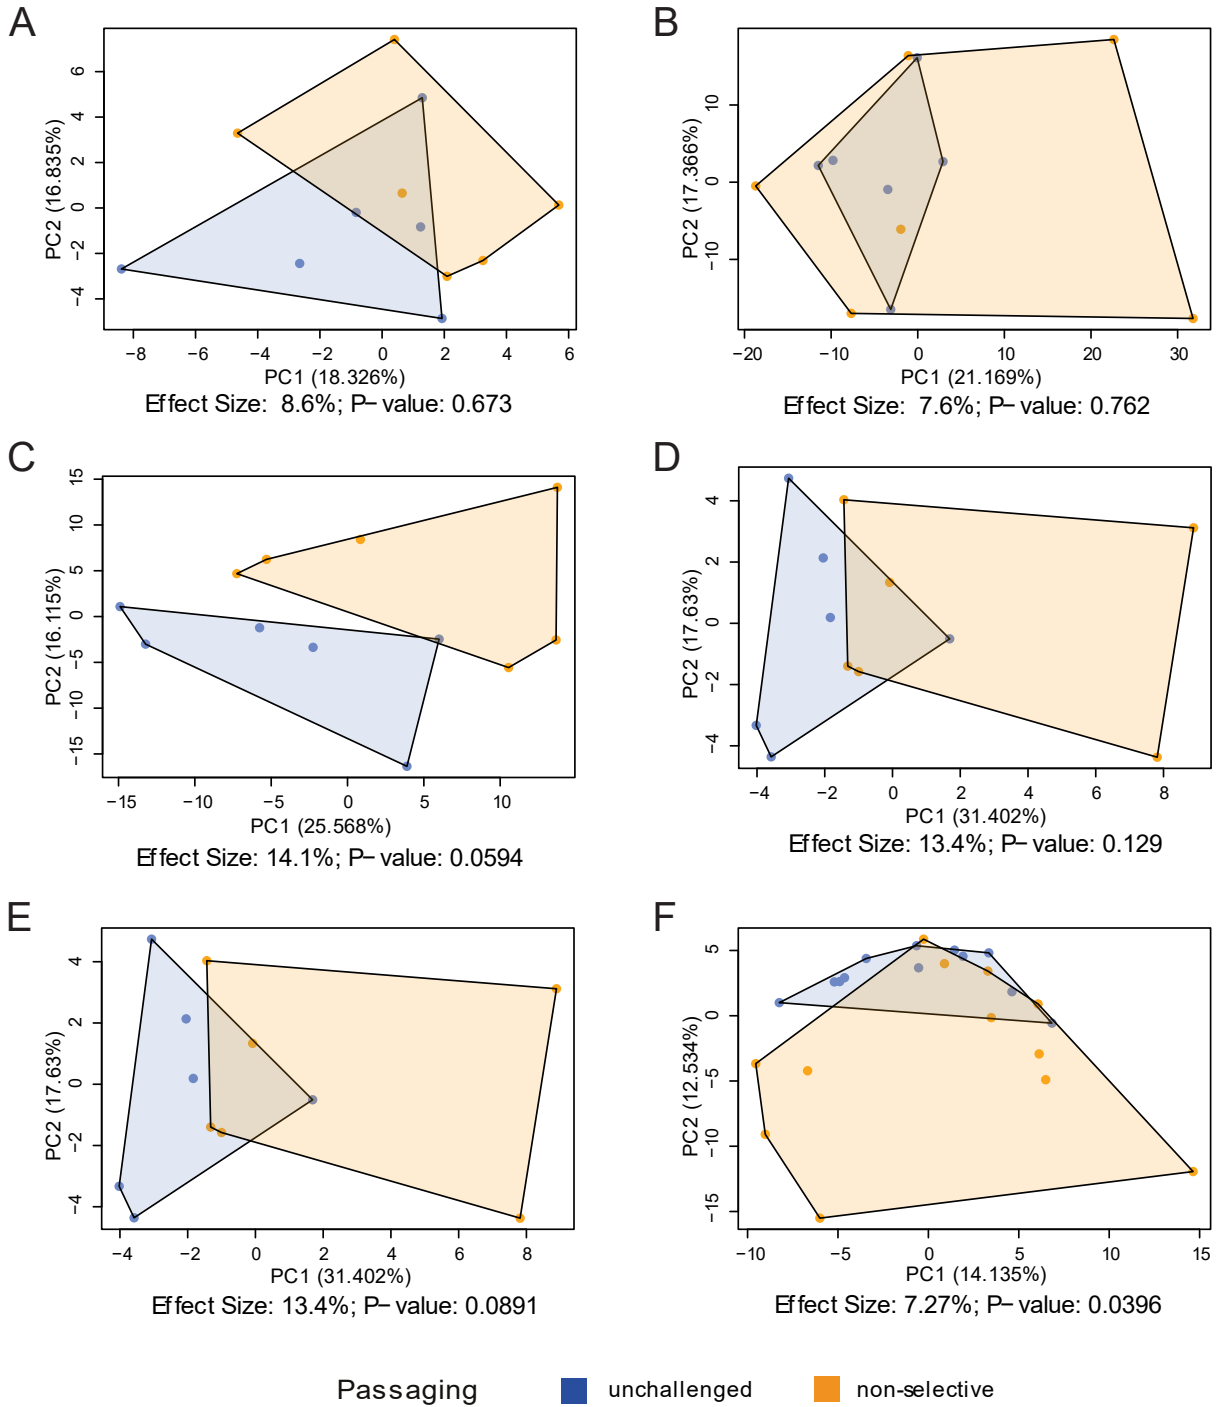 A
PC2 (16.835%)
6
4
2
0
−2
−4
−8
−6
−4
−2
0
2
4
6
PC1 (18.326%)
Effect Size: 8.6%; P−value: 0.673
B
PC2 (17.366%)
10
0
−10
−20
−10
0
10
20
30
PC1 (21.169%)
Effect Size: 7.6%; P−value: 0.762
C
PC2 (16.115%)
15
10
5
0
−5
−10
−15
−15
−10
−5
0
5
10
PC1 (25.568%)
Effect Size: 14.1%; P−value: 0.0594
D
PC2 (17.63%)
4
2
0
−2
−4
−4
−2
0
2
4
6
8
PC1 (31.402%)
Effect Size: 13.4%; P−value: 0.129
E
PC2 (17.63%)
4
2
0
−2
−4
−4
−2
0
2
4
6
8
PC1 (31.402%)
Effect Size: 13.4%; P−value: 0.0891
F
PC2 (12.534%)
5
0
−5
−10
−15
−10
−5
0
5
10
15
PC1 (14.135%)
Effect Size: 7.27%; P−value: 0.0396
Passaging
unchallenged
non-selective